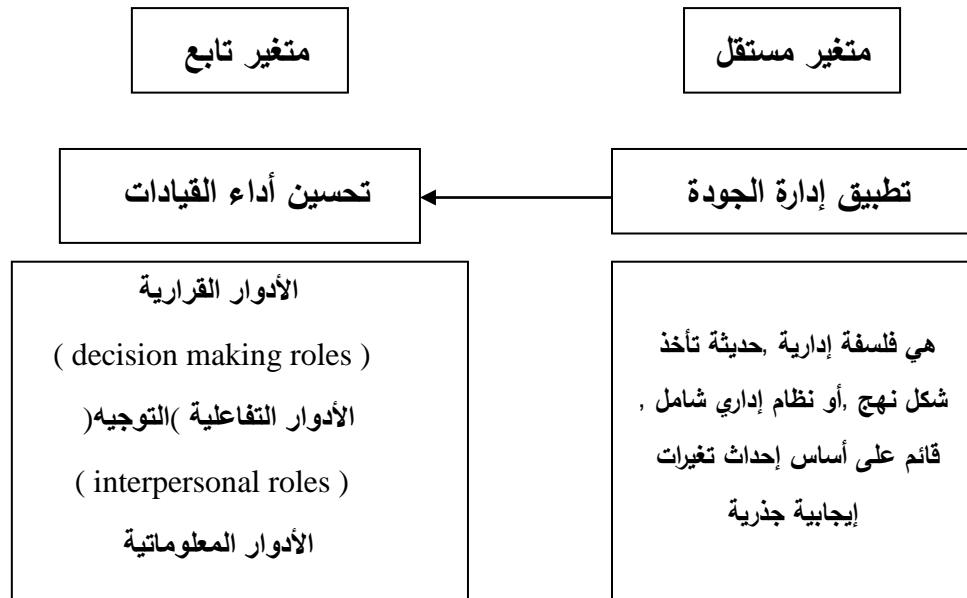 متغير مستقل
متغير تابع
تطبيق إدارة الجودة
تحسين أداء القيادات
هي فلسفة إدارية ,حديثة تأخذ
شكل نهج ,أو نظام إداري شامل ,
قائم على أساس إحداث تغيرات
إيجابية جذرية
الأدوار القرارية
( decision making roles )
الأدوار التفاعلية )التوجيه(
( interpersonal roles )
الأدوار المعلوماتية